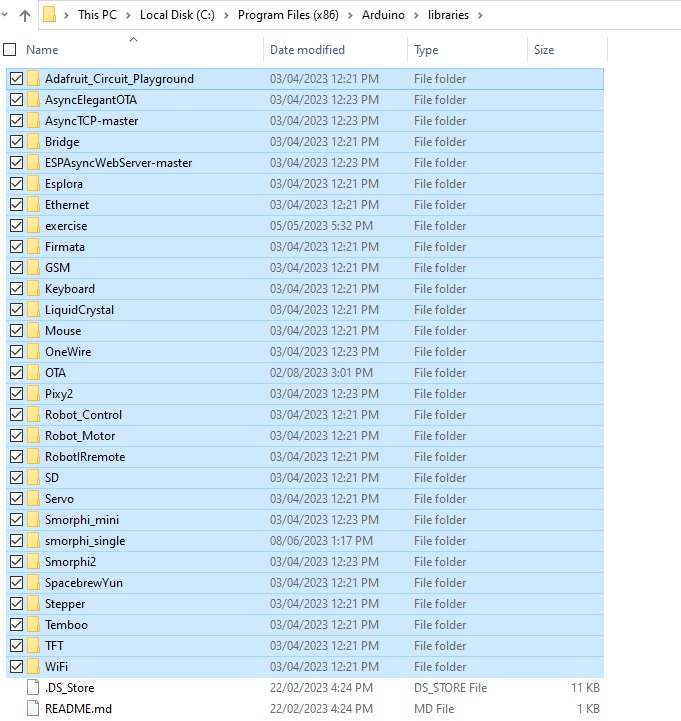 This PC > Local Disk (C:) > Program Files (x86) > Arduino > libraries >
Name Date modified Type Size
Adafruit_Circuit_Playground 03/04/2023 12:21 PM File folder
AsyncElegantOTA 03/04/2023 12:23 PM File folder
AsyncTCP-master 03/04/2023 12:23 PM File folder
Bridge 03/04/2023 12:21 PM File folder
ESPAsyncWebServer-master 03/04/2023 12:23 PM File folder
Esplora 03/04/2023 12:21 PM File folder
Ethernet 03/04/2023 12:21 PM File folder
exercise 05/05/2023 5:32 PM File folder
Firmata 03/04/2023 12:21 PM File folder
GSM 03/04/2023 12:21 PM File folder
Keyboard 03/04/2023 12:21 PM File folder
LiquidCrystal 03/04/2023 12:21 PM File folder
Mouse 03/04/2023 12:21 PM File folder
OneWire 03/04/2023 12:23 PM File folder
OTA 02/08/2023 3:01 PM File folder
Pixy2 03/04/2023 12:23 PM File folder
Robot_Control 03/04/2023 12:21 PM File folder
Robot_Motor 03/04/2023 12:21 PM File folder
RobotIRremote 03/04/2023 12:21 PM File folder
SD 03/04/2023 12:21 PM File folder
Servo 03/04/2023 12:21 PM File folder
Smorphi_mini 03/04/2023 12:23 PM File folder
smorphi_single 08/06/2023 1:17 PM File folder
Smorphi2 03/04/2023 12:23 PM File folder
SpacebrewYun 03/04/2023 12:21 PM File folder
Stepper 03/04/2023 12:21 PM File folder
Temboo 03/04/2023 12:21 PM File folder
TFT 03/04/2023 12:21 PM File folder
WiFi 03/04/2023 12:21 PM File folder
.DS_Store 22/02/2023 4:24 PM DS_STORE File 11 KB
README.md 22/02/2023 4:24 PM MD File 1 KB